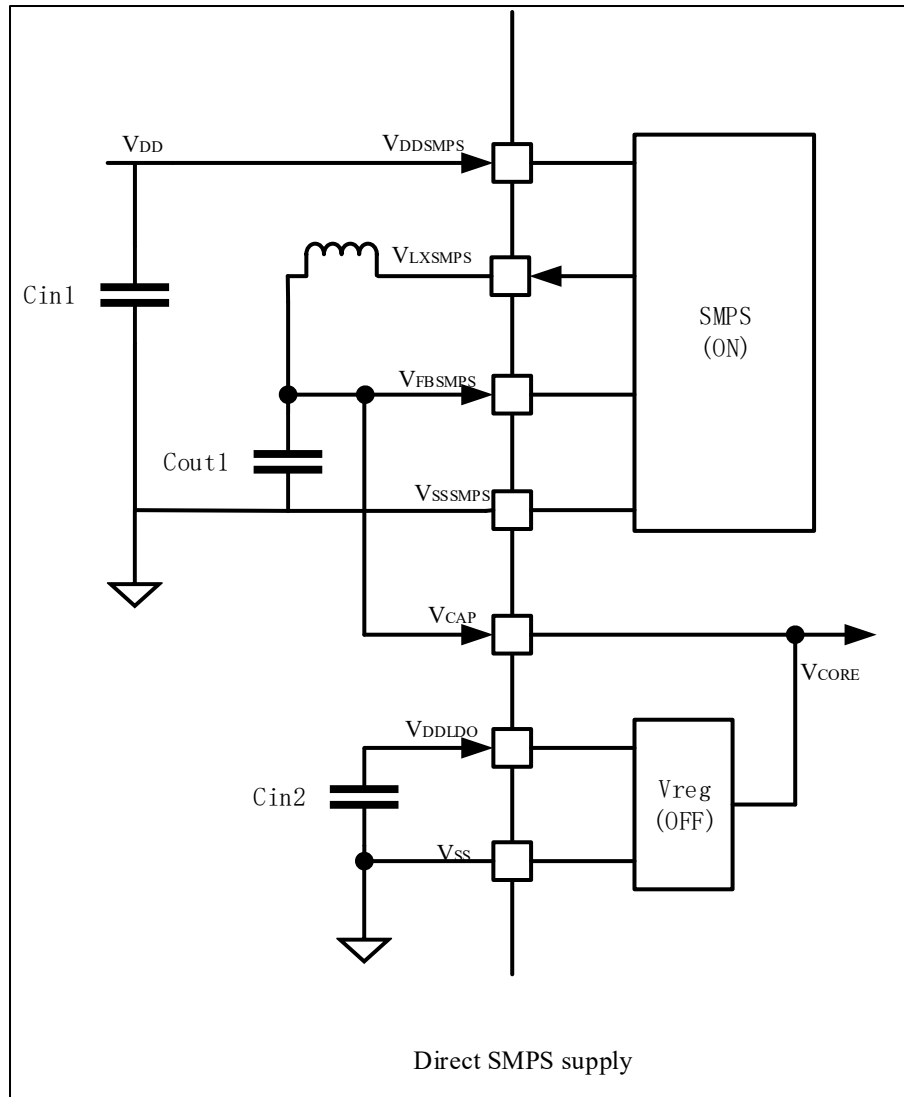 VDD
VDDSMPS
VLXSMPS
Cin1
SMPS
(ON)
VFBSMPS
Cout1
VSSSMPS
VCAP
VCORE
VDDLDO
Cin2
Vreg
(OFF)
VSS
Direct SMPS supply